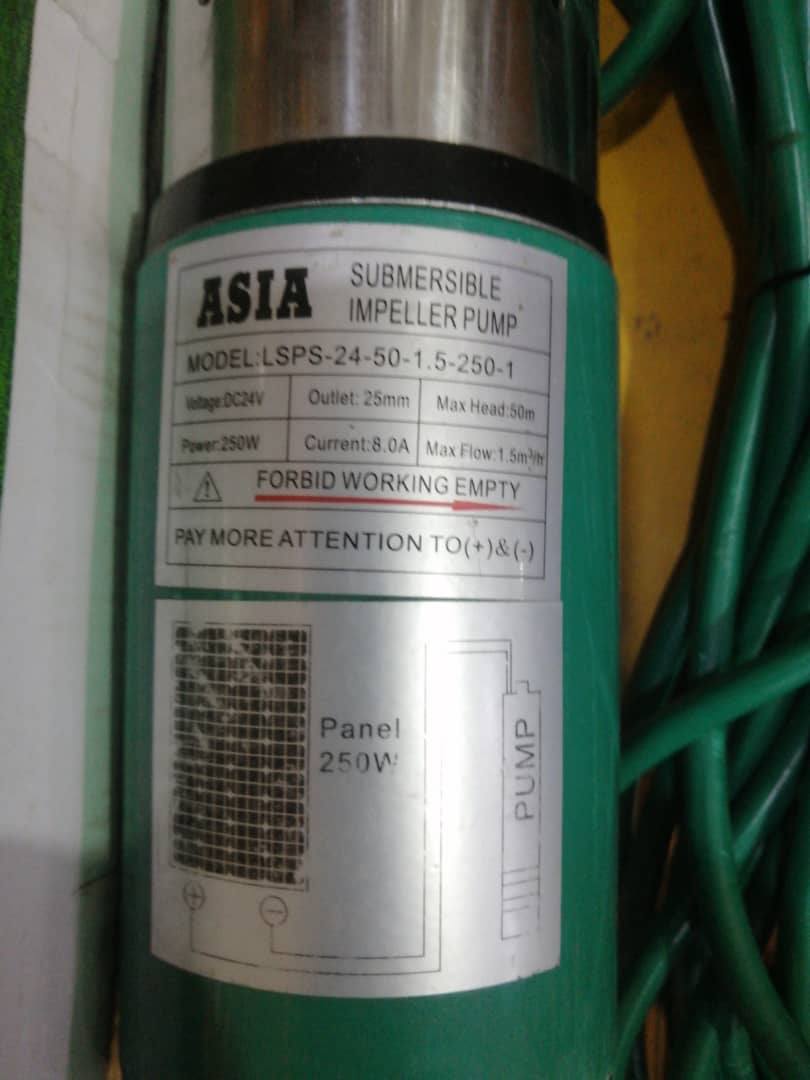 ASIA SUBMERSIBLE
IMPELLER PUMP
MODEL:LSPS-24-50-1.5-250-1
Voltage:DC24V Outlet: 25mm Max Head:50m
Power:250W Current:8.0A Max Flow:1.5m³/h
FORBID WORKING EMPTY
PAY MORE ATTENTION TO(+)&(-)
Panel
250W
PUMP
+ −